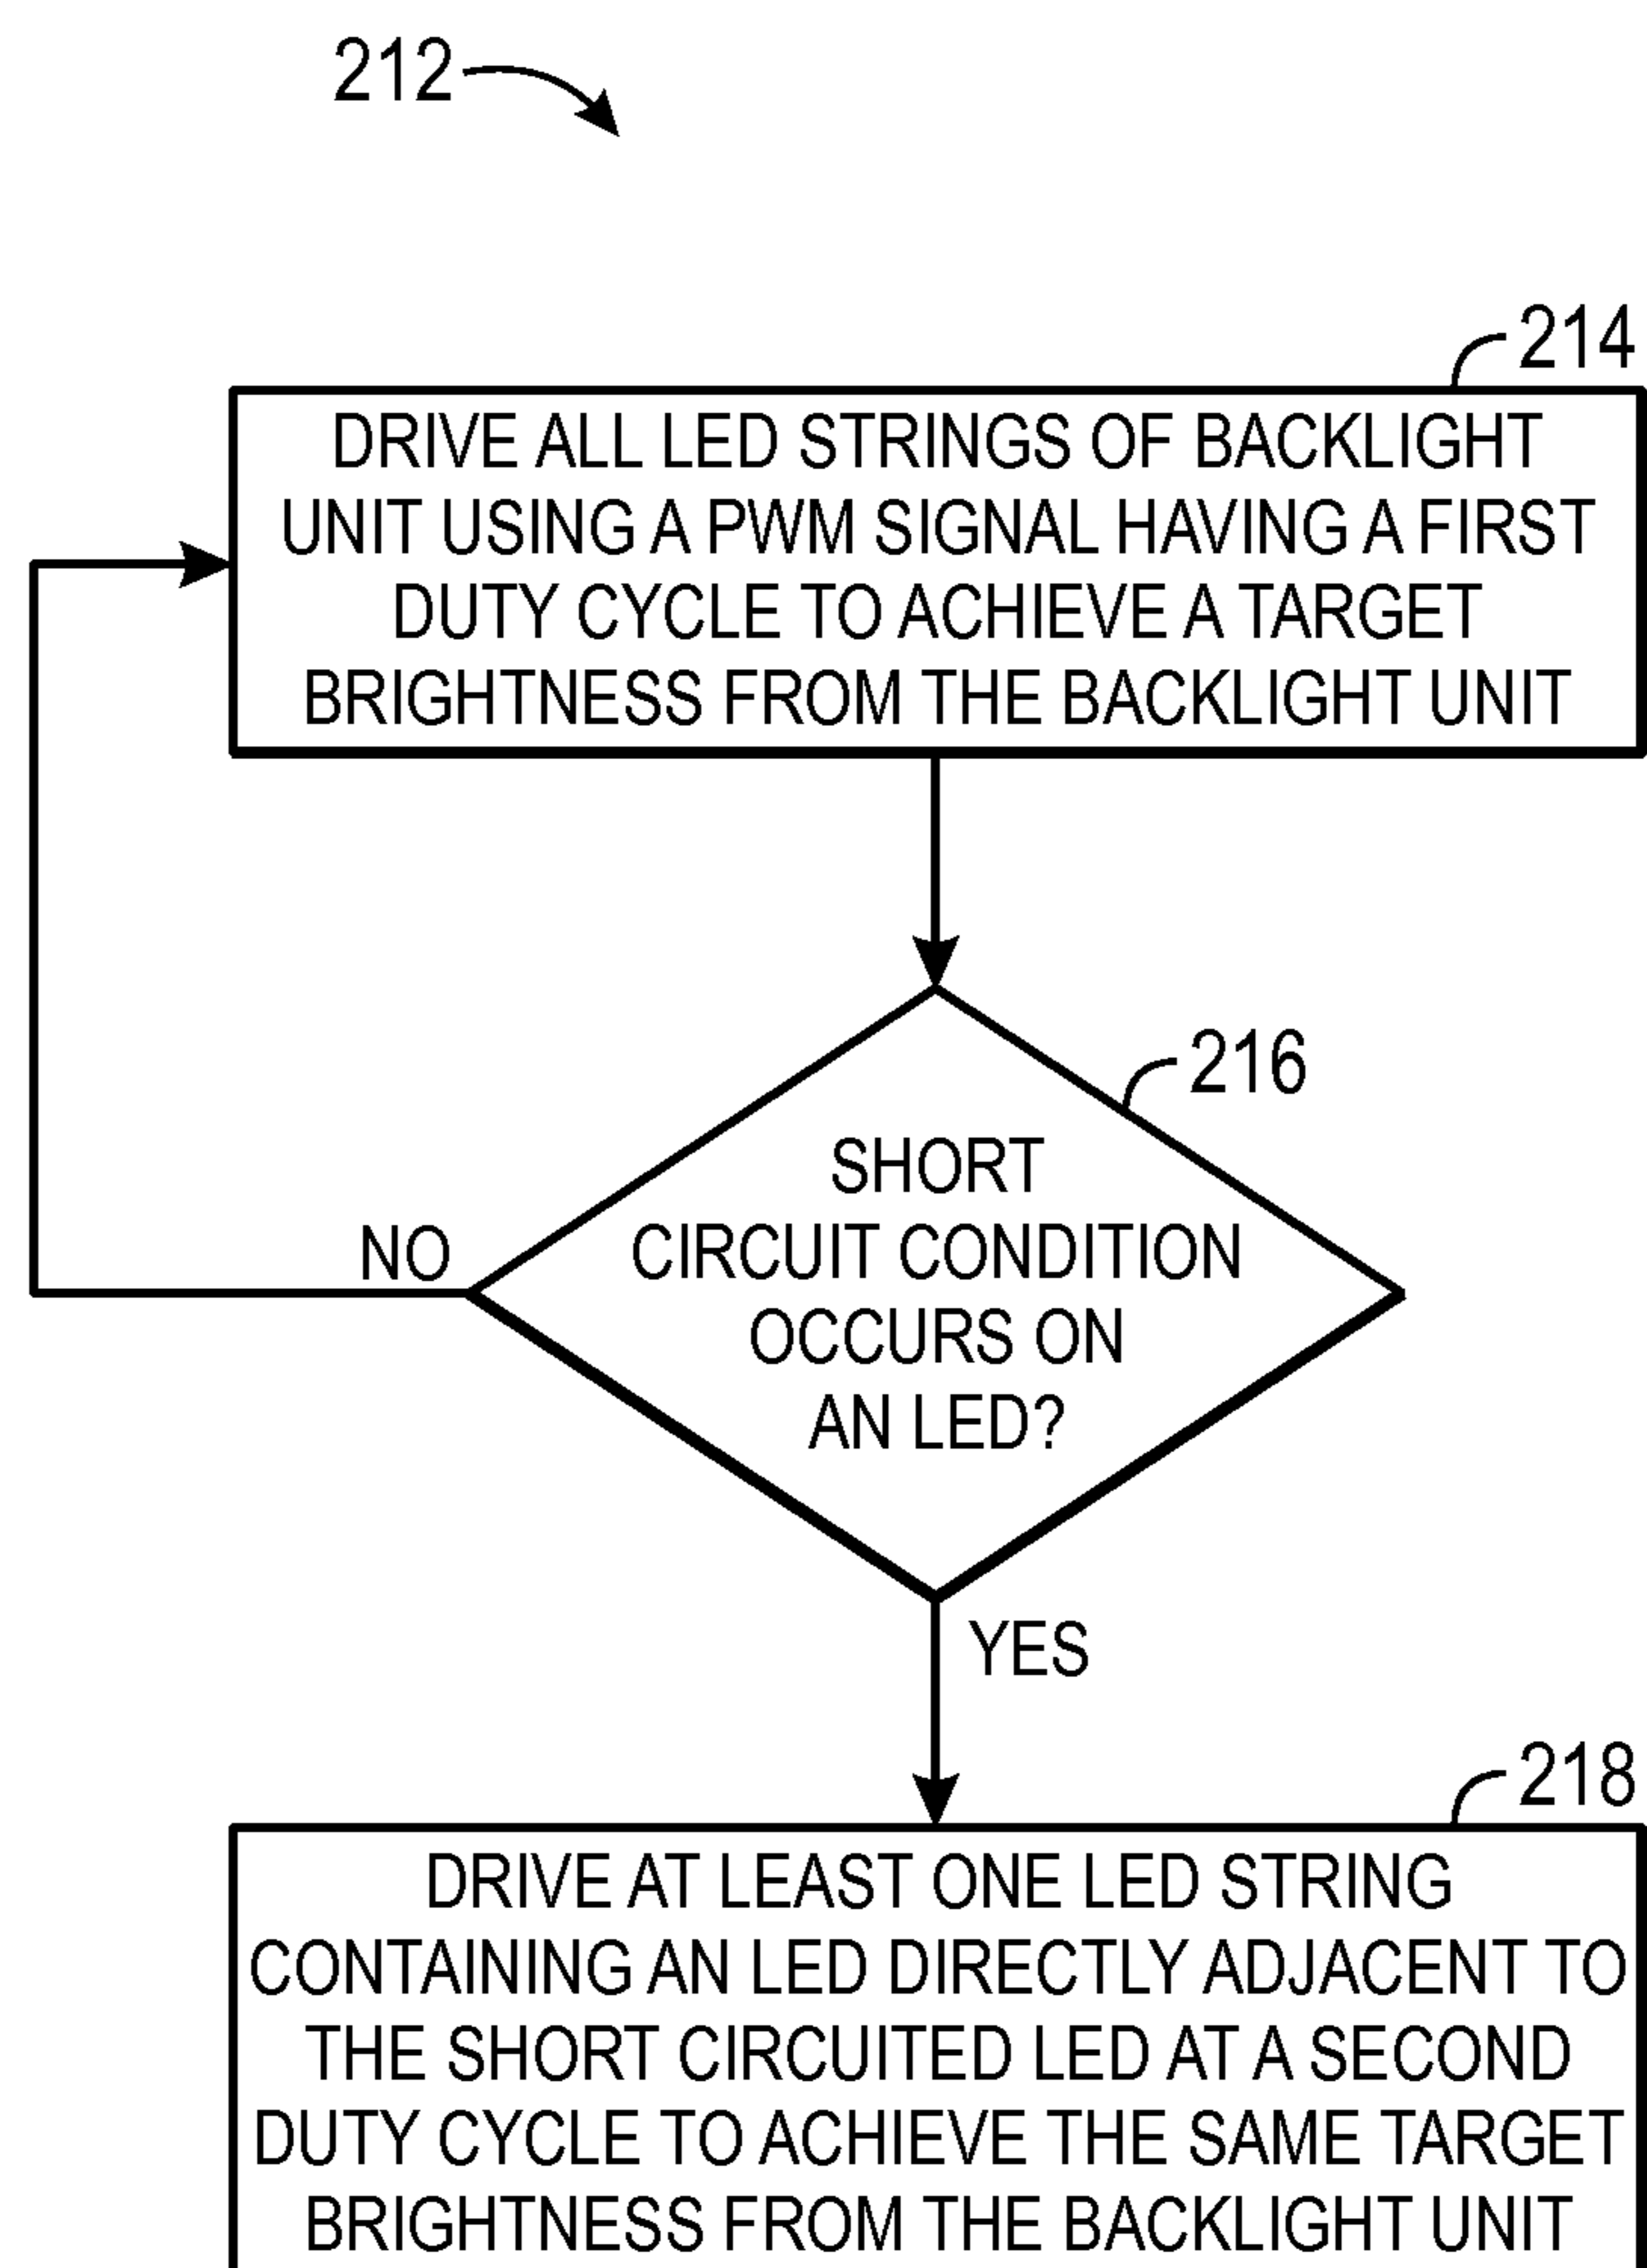 212
214
DRIVE ALL LED STRINGS OF BACKLIGHT
UNIT USING A PWM SIGNAL HAVING A FIRST
DUTY CYCLE TO ACHIEVE A TARGET
BRIGHTNESS FROM THE BACKLIGHT UNIT
216
SHORT
CIRCUIT CONDITION
OCCURS ON
AN LED?
NO
YES
218
DRIVE AT LEAST ONE LED STRING
CONTAINING AN LED DIRECTLY ADJACENT TO
THE SHORT CIRCUITED LED AT A SECOND
DUTY CYCLE TO ACHIEVE THE SAME TARGET
BRIGHTNESS FROM THE BACKLIGHT UNIT